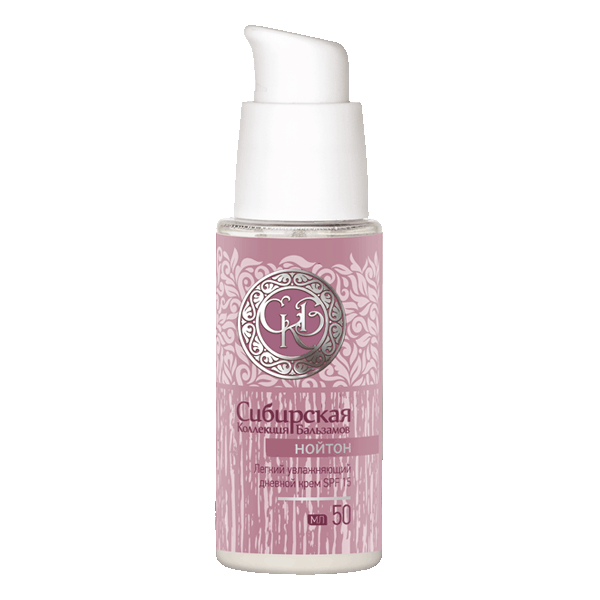 СКБ
Сибирская
Коллекция Бальзамов
НОЙТОН
Легкий увлажняющий
дневной крем SPF 15
МЛ 50